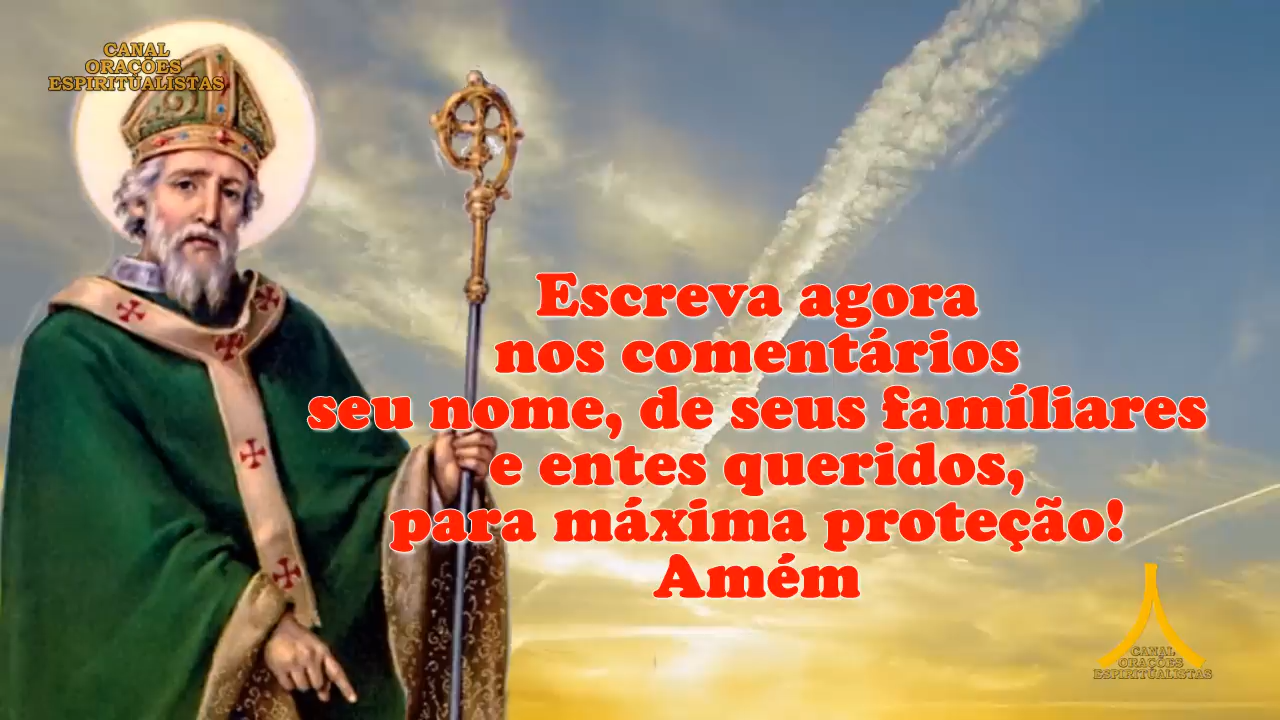 CANAL
ORAÇÕES
ESPIRITUALISTAS
Escreva agora
nos comentários
seu nome, de seus famíliares
e entes queridos,
para máxima proteção!
Amém
CANAL
ORAÇÕES
ESPIRITUALISTAS